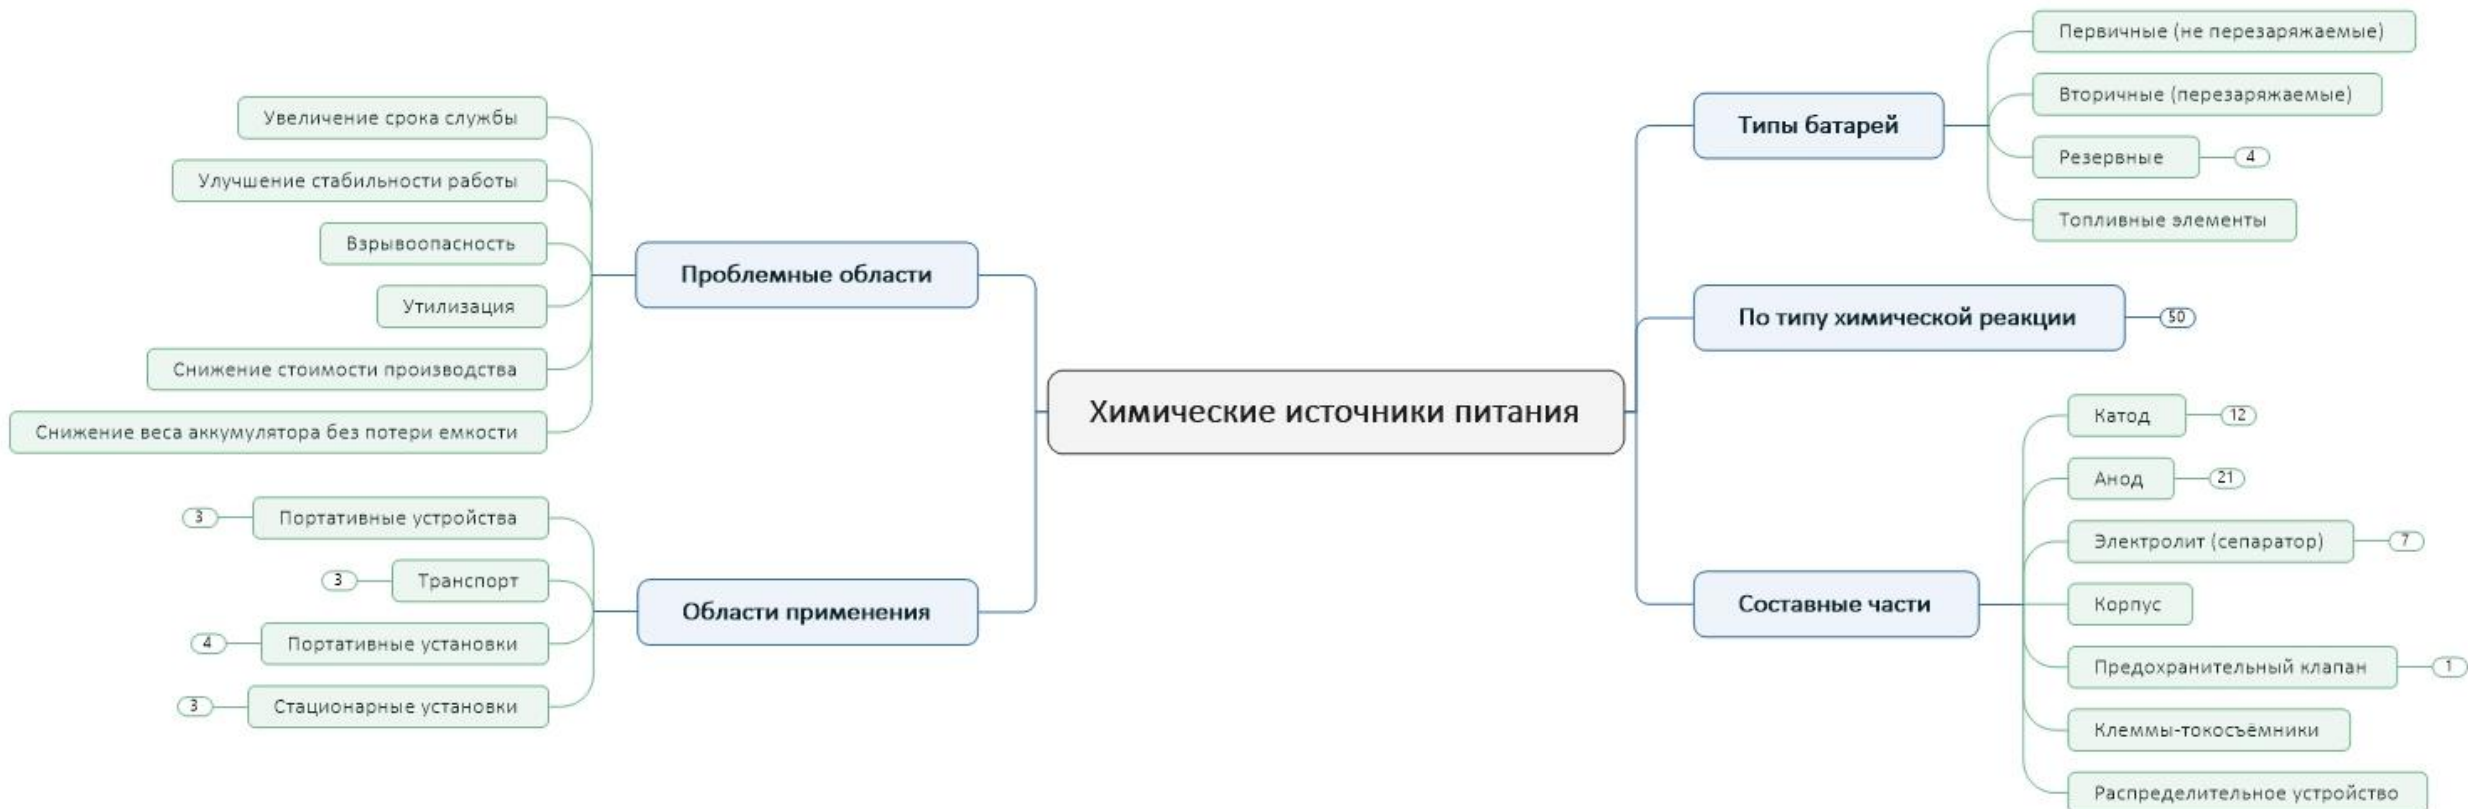 Химические источники питания
Типы батарей
Первичные (не перезаряжаемые)
Вторичные (перезаряжаемые)
Резервные
4
Топливные элементы
По типу химической реакции
50
Составные части
Катод
12
Анод
21
Электролит (сепаратор)
7
Корпус
Предохранительный клапан
1
Клеммы-токосъёмники
Распределительное устройство
Проблемные области
Увеличение срока службы
Улучшение стабильности работы
Взрывоопасность
Утилизация
Снижение стоимости производства
Снижение веса аккумулятора без потери емкости
Области применения
Портативные устройства
3
Транспорт
3
Портативные установки
4
Стационарные установки
3